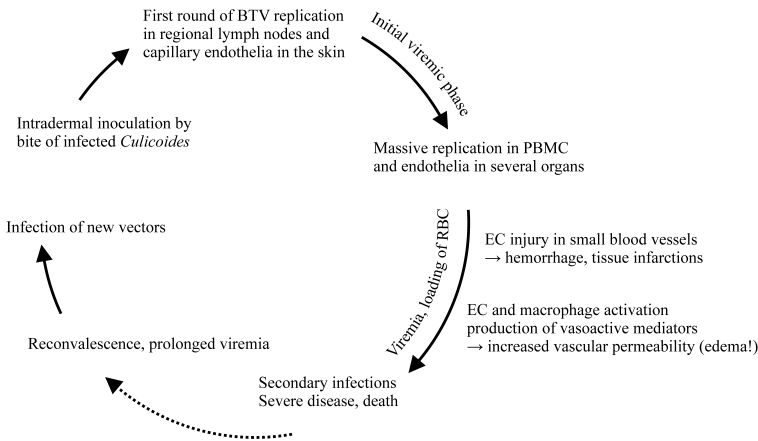 First round of BTV replication
in regional lymph nodes and
capillary endothelia in the skin
Initial viremic phase
Intradermal inoculation by
bite of infected Culicoides
Massive replication in PBMC
and endothelia in several organs
Infection of new vectors
Viremia, loading of RBC
EC injury in small blood vessels
→ hemorrhage, tissue infarctions
EC and macrophage activation
production of vasoactive mediators
→ increased vascular permeability (edema!)
Reconvalescence, prolonged viremia
Secondary infections
Severe disease, death